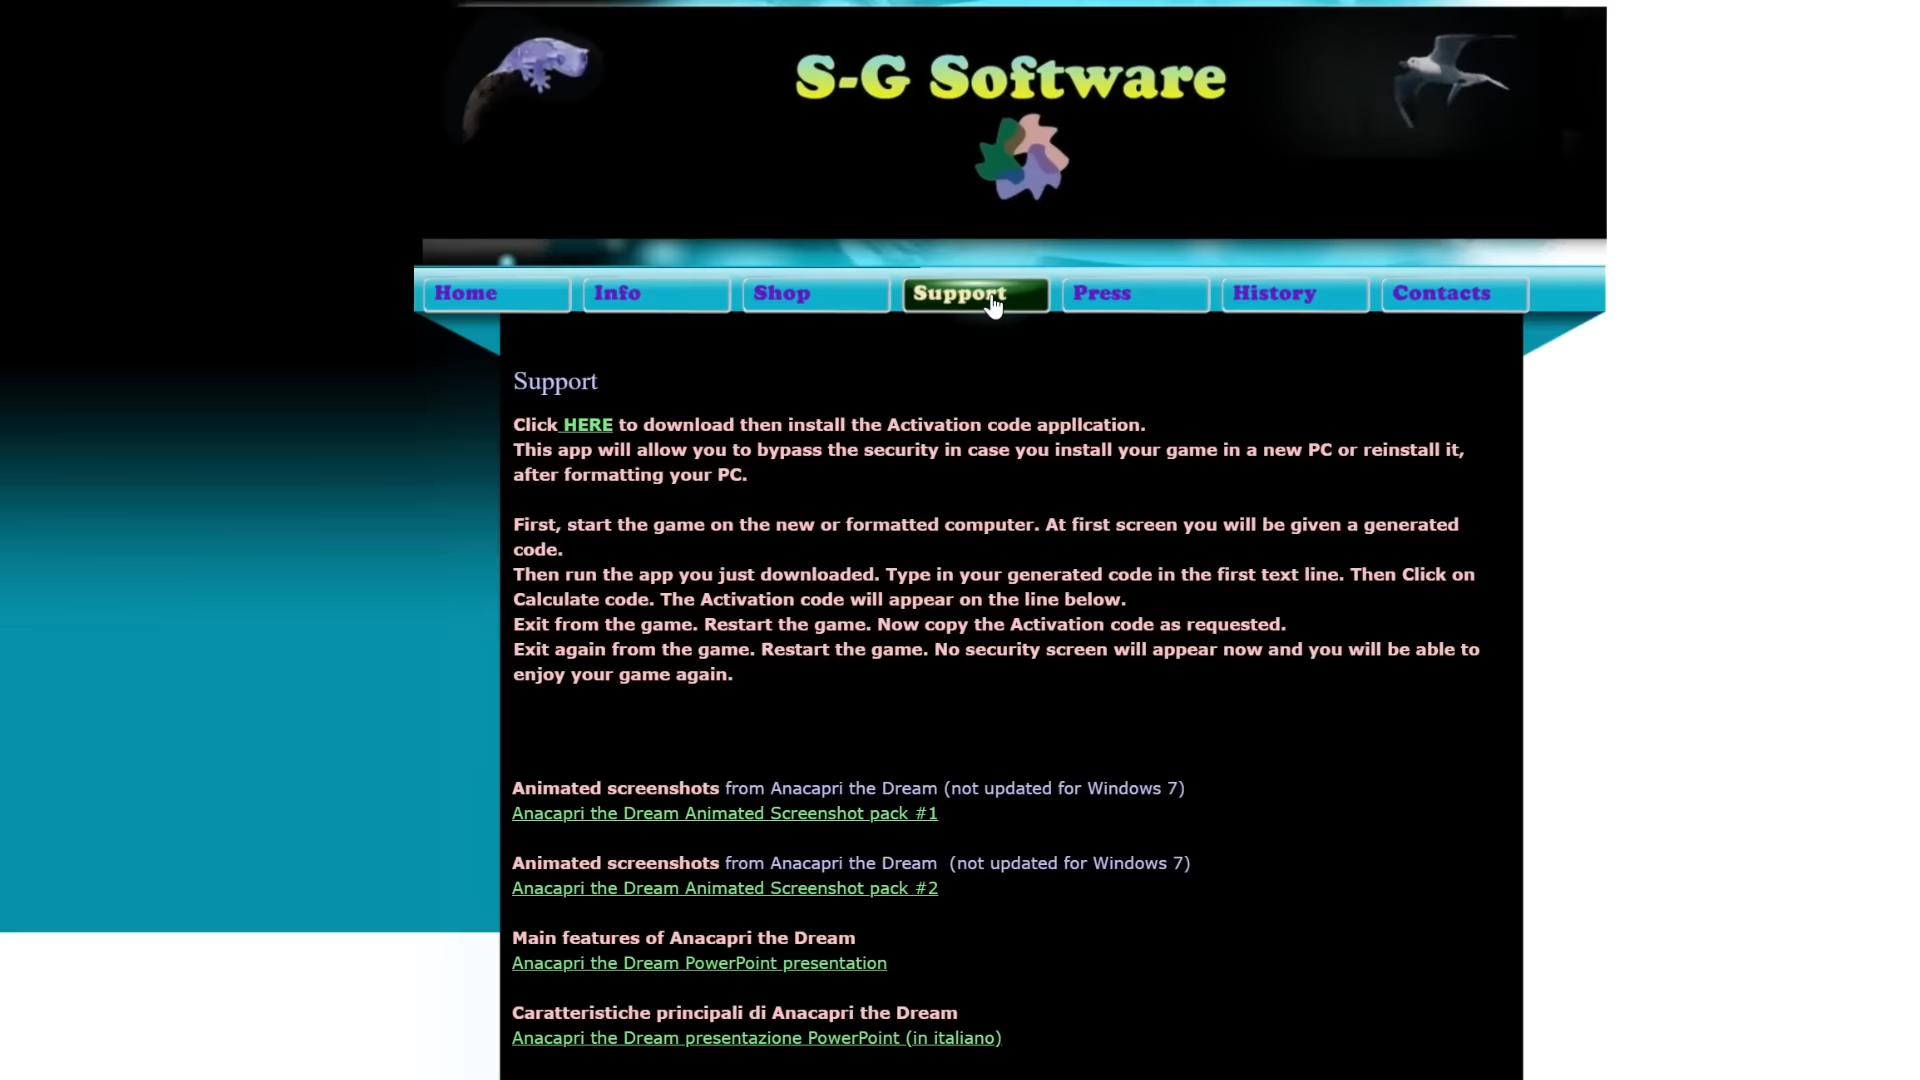 S-G Software
Home
Info
Shop
Support
Press
History
Contacts
Support
Click HERE to download then install the Activation code appllcation.
This app will allow you to bypass the security in case you install your game in a new PC or reinstall it,
after formatting your PC.
First, start the game on the new or formatted computer. At first screen you will be given a generated
code.
Then run the app you just downloaded. Type in your generated code in the first text line. Then Click on
Calculate code. The Activation code will appear on the line below.
Exit from the game. Restart the game. Now copy the Activation code as requested.
Exit again from the game. Restart the game. No security screen will appear now and you will be able to
enjoy your game again.
Animated screenshots from Anacapri the Dream (not updated for Windows 7)
Anacapri the Dream Animated Screenshot pack #1
Animated screenshots from Anacapri the Dream (not updated for Windows 7)
Anacapri the Dream Animated Screenshot pack #2
Main features of Anacapri the Dream
Anacapri the Dream PowerPoint presentation
Caratteristiche principali di Anacapri the Dream
Anacapri the Dream presentazione PowerPoint (in italiano)